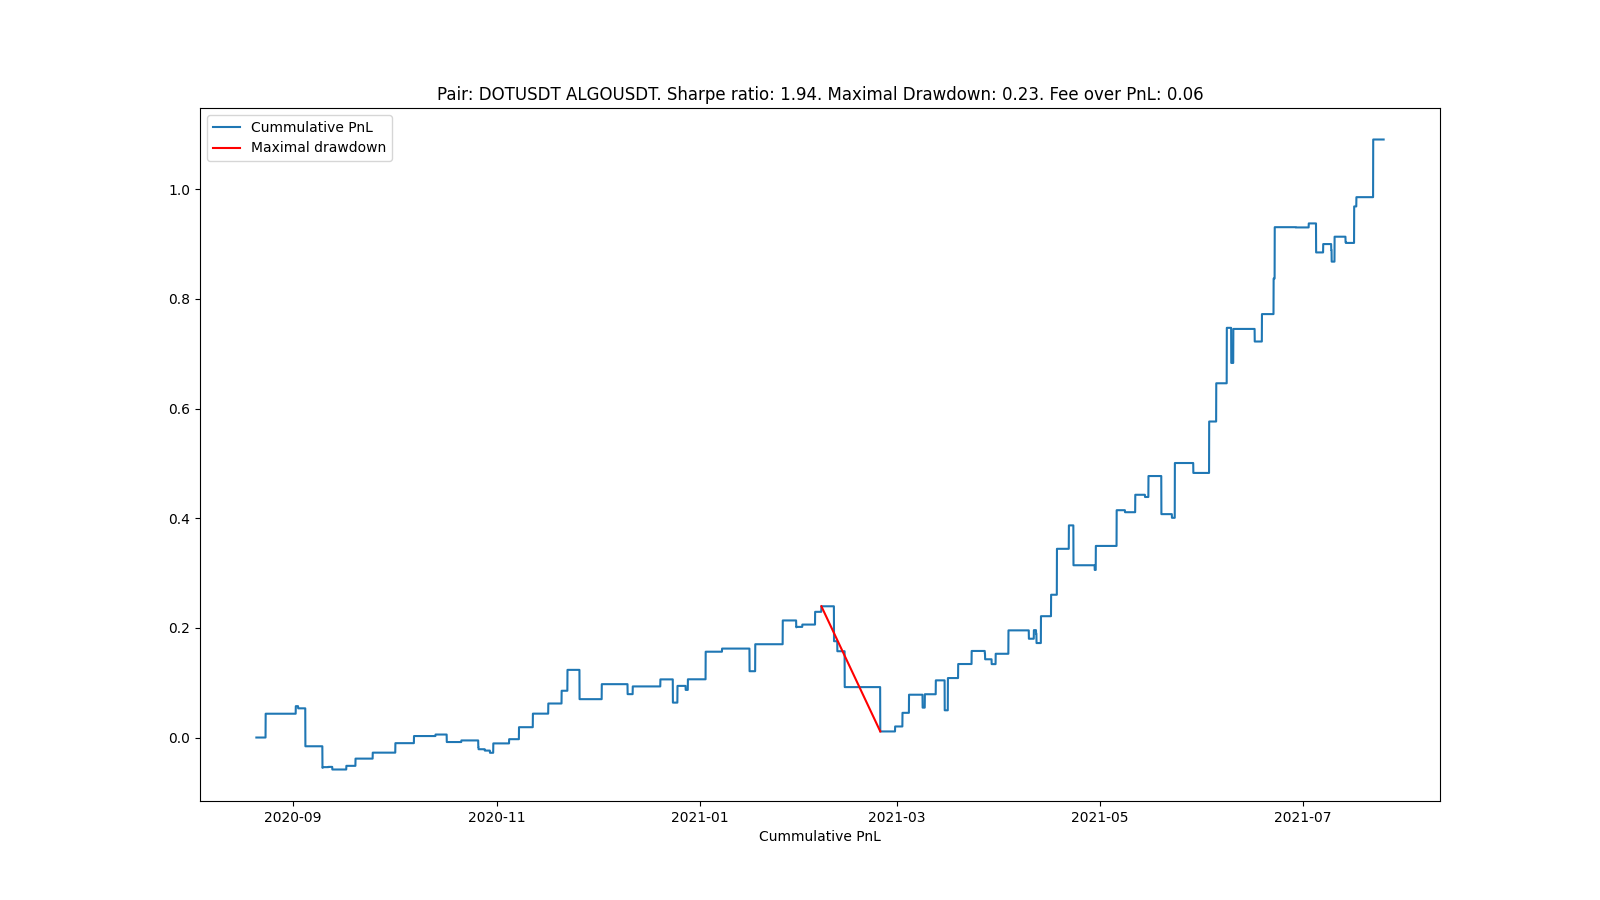 Pair: DOTUSDT ALGOUSDT. Sharpe ratio: 1.94. Maximal Drawdown: 0.23. Fee over PnL: 0.06
Cummulative PnL
Maximal drawdown
1.0
0.8
0.6
0.4
0.2
0.0
2020-09 2020-11 2021-01 2021-03 2021-05 2021-07
Cummulative PnL